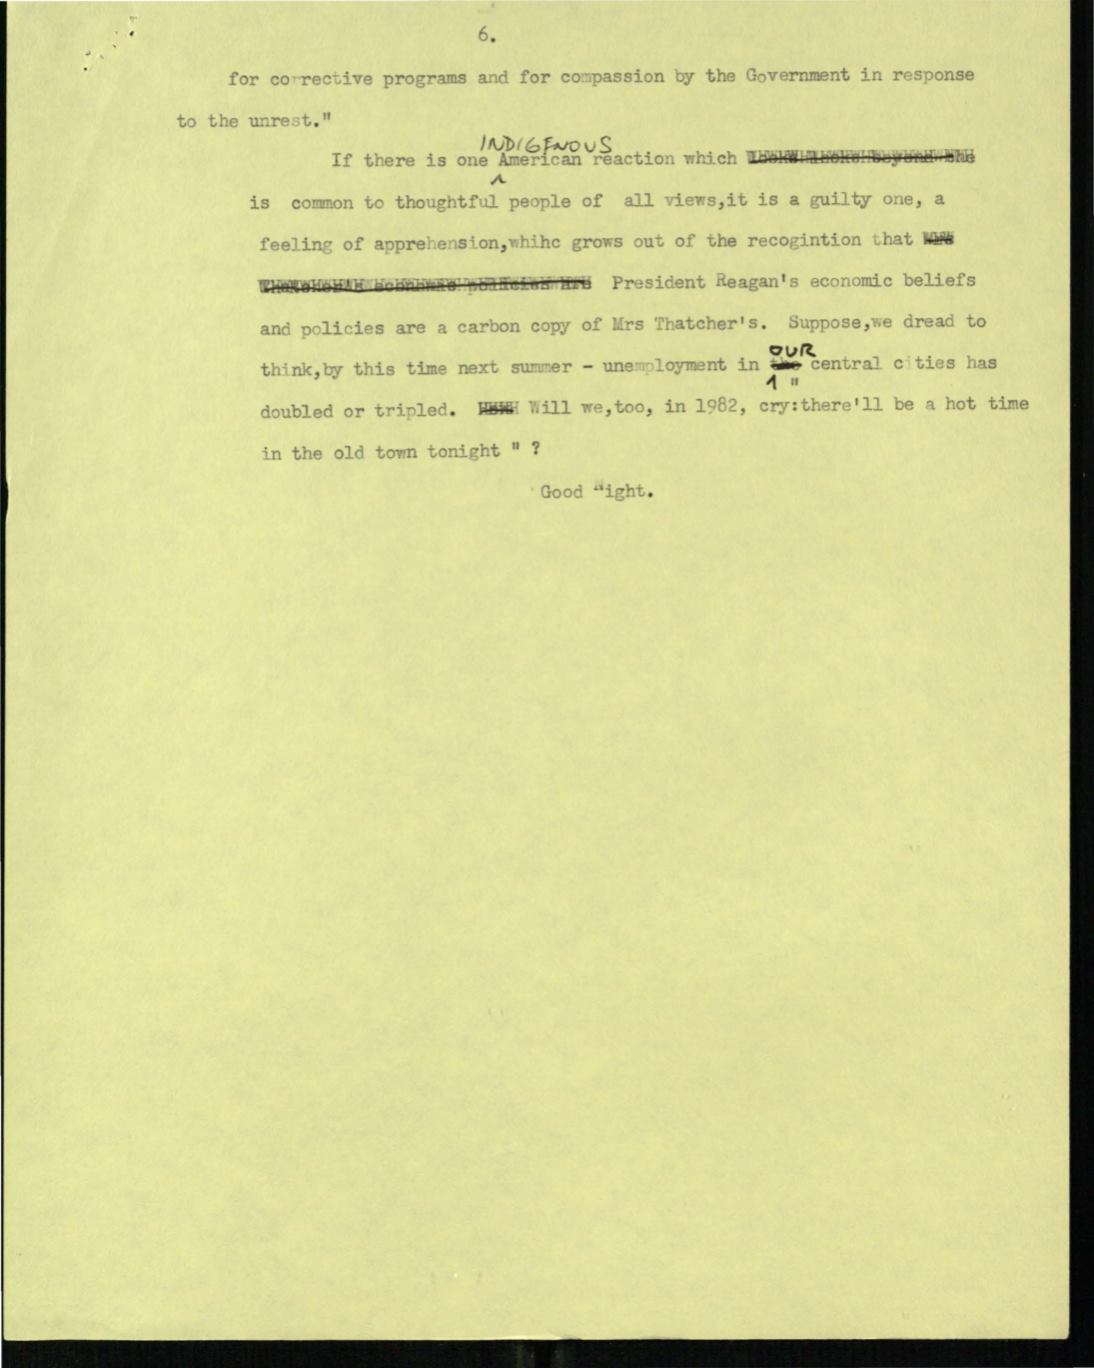 6.
for corrective programs and for compassion by the Government in response
to the unrest."
INDIGENOUS
If there is one American reaction which
is common to thoughtful people of all views,it is a guilty one, a
feeling of apprehension,whihc grows out of the recogintion that
President Reagan's economic beliefs
and policies are a carbon copy of Mrs Thatcher's. Suppose,we dread to
OUR
think,by this time next summer - unemployment in the central cities has
"
doubled or tripled. Will we,too, in 1982, cry:there'll be a hot time
in the old town tonight " ?
Good Night.